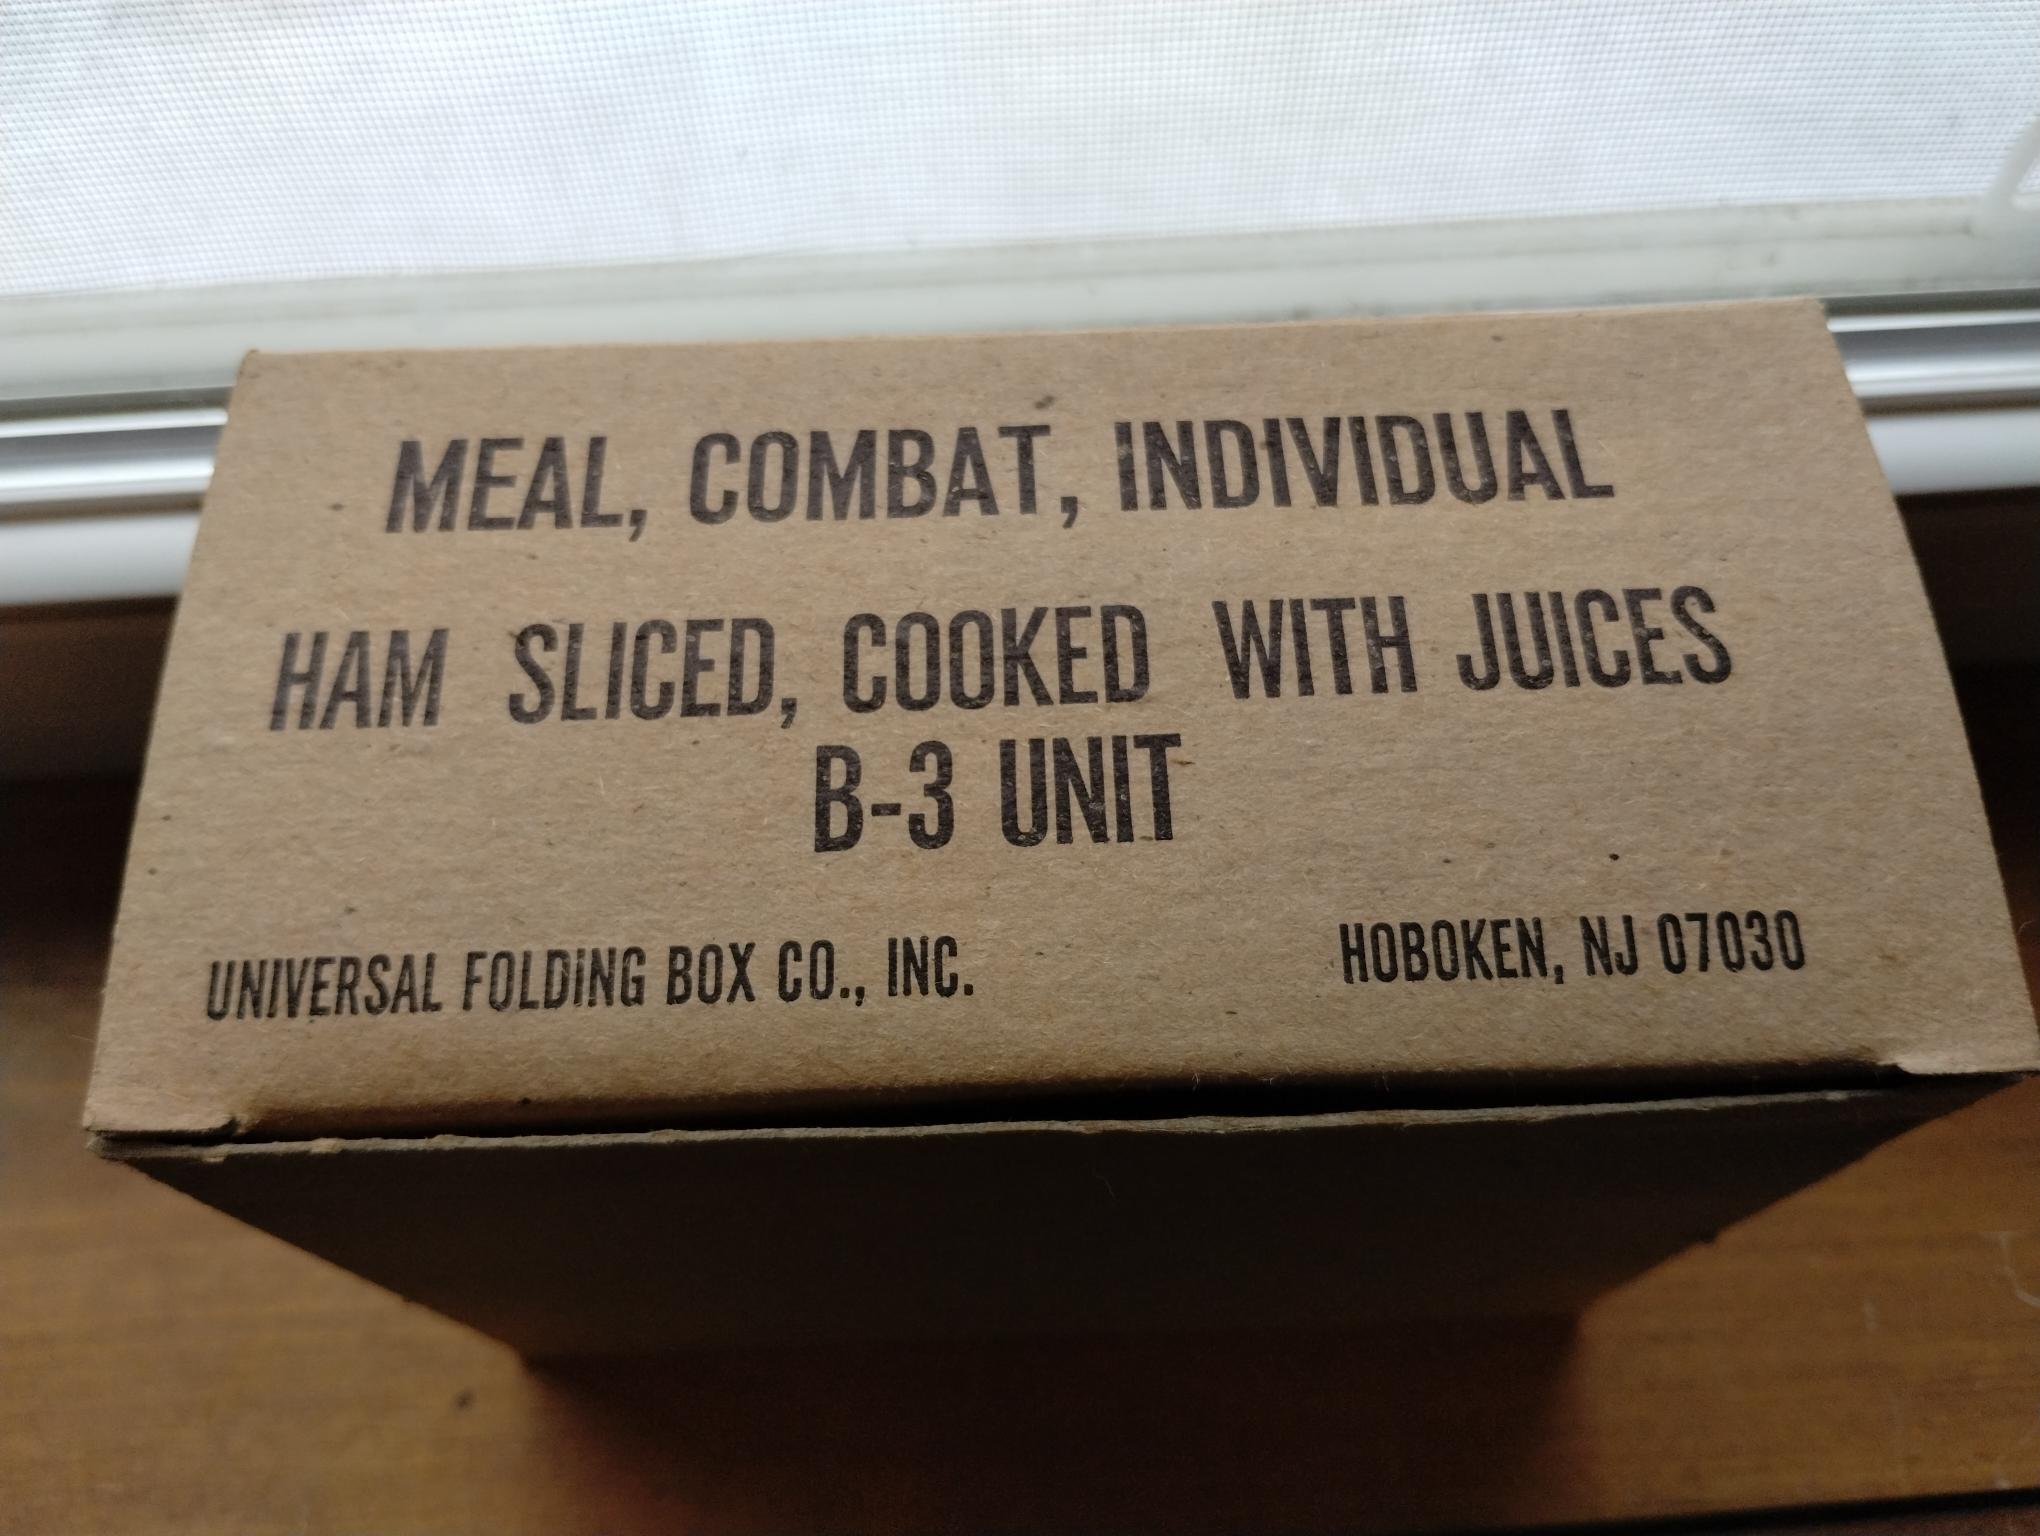 MEAL, COMBAT, INDIVIDUAL
HAM SLICED, COOKED WITH JUICES
B-3 UNIT
UNIVERSAL FOLDING BOX CO., INC. HOBOKEN, NJ 07030